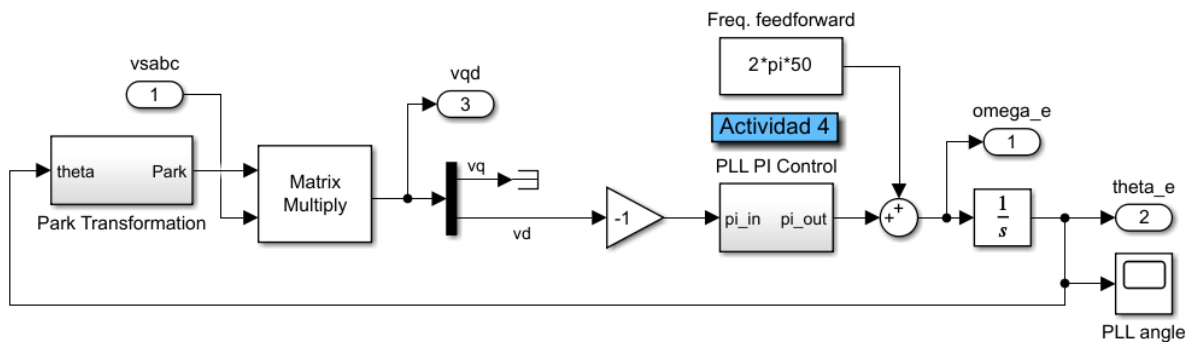 Freq. feedforward
2*pi*50
vsabc
1
vqd
3
Actividad 4
omega_e
1
theta
Park
Park Transformation
Matrix
Multiply
vq
vd
-1
PLL PI Control
pi_in
pi_out
+
+
1
s
theta_e
2
PLL angle